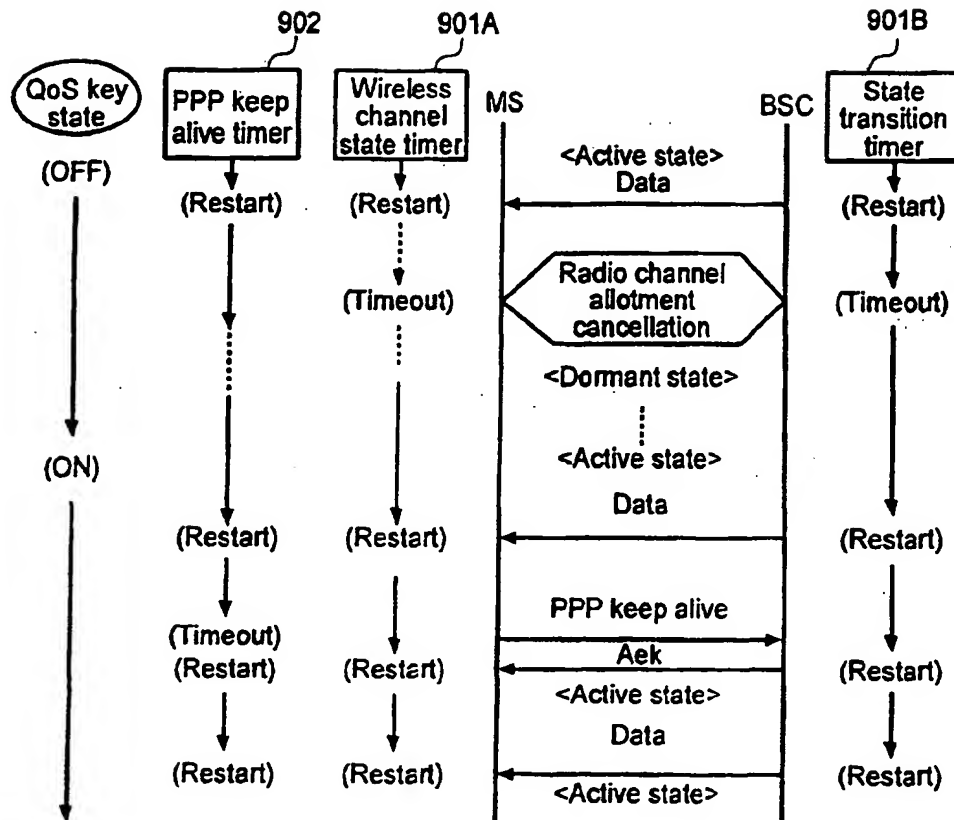 902
901A
901B
QoS key
state
PPP keep
alive timer
Wireless
channel
state timer
MS
BSC
State
transition
timer
(OFF)
<Active state>
Data
(Restart)
(Restart)
(Restart)
(Timeout)
Radio channel
allotment
cancellation
(Timeout)
<Dormant state>
(ON)
<Active state>
Data
(Restart)
(Restart)
(Restart)
PPP keep alive
(Timeout)
Aek
(Restart)
(Restart)
(Restart)
<Active state>
Data
(Restart)
(Restart)
(Restart)
<Active state>